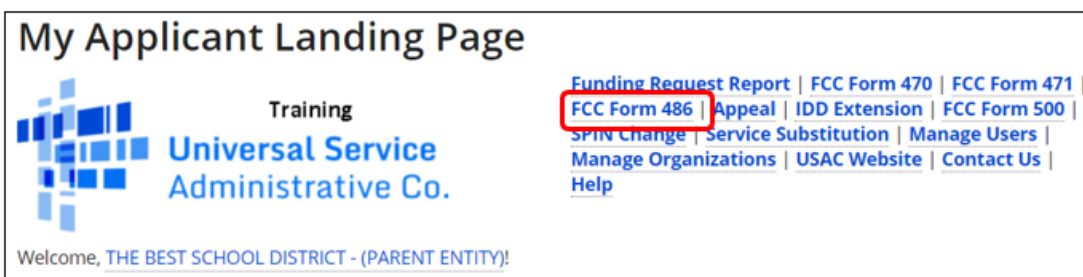 My Applicant Landing Page
Training
Universal Service
Administrative Co.
Funding Request Report | FCC Form 470 | FCC Form 471 |
FCC Form 486 | Appeal | IDD Extension | FCC Form 500 |
SPIN Change | Service Substitution | Manage Users |
Manage Organizations | USAC Website | Contact Us |
Help
Welcome, THE BEST SCHOOL DISTRICT - (PARENT ENTITY)!